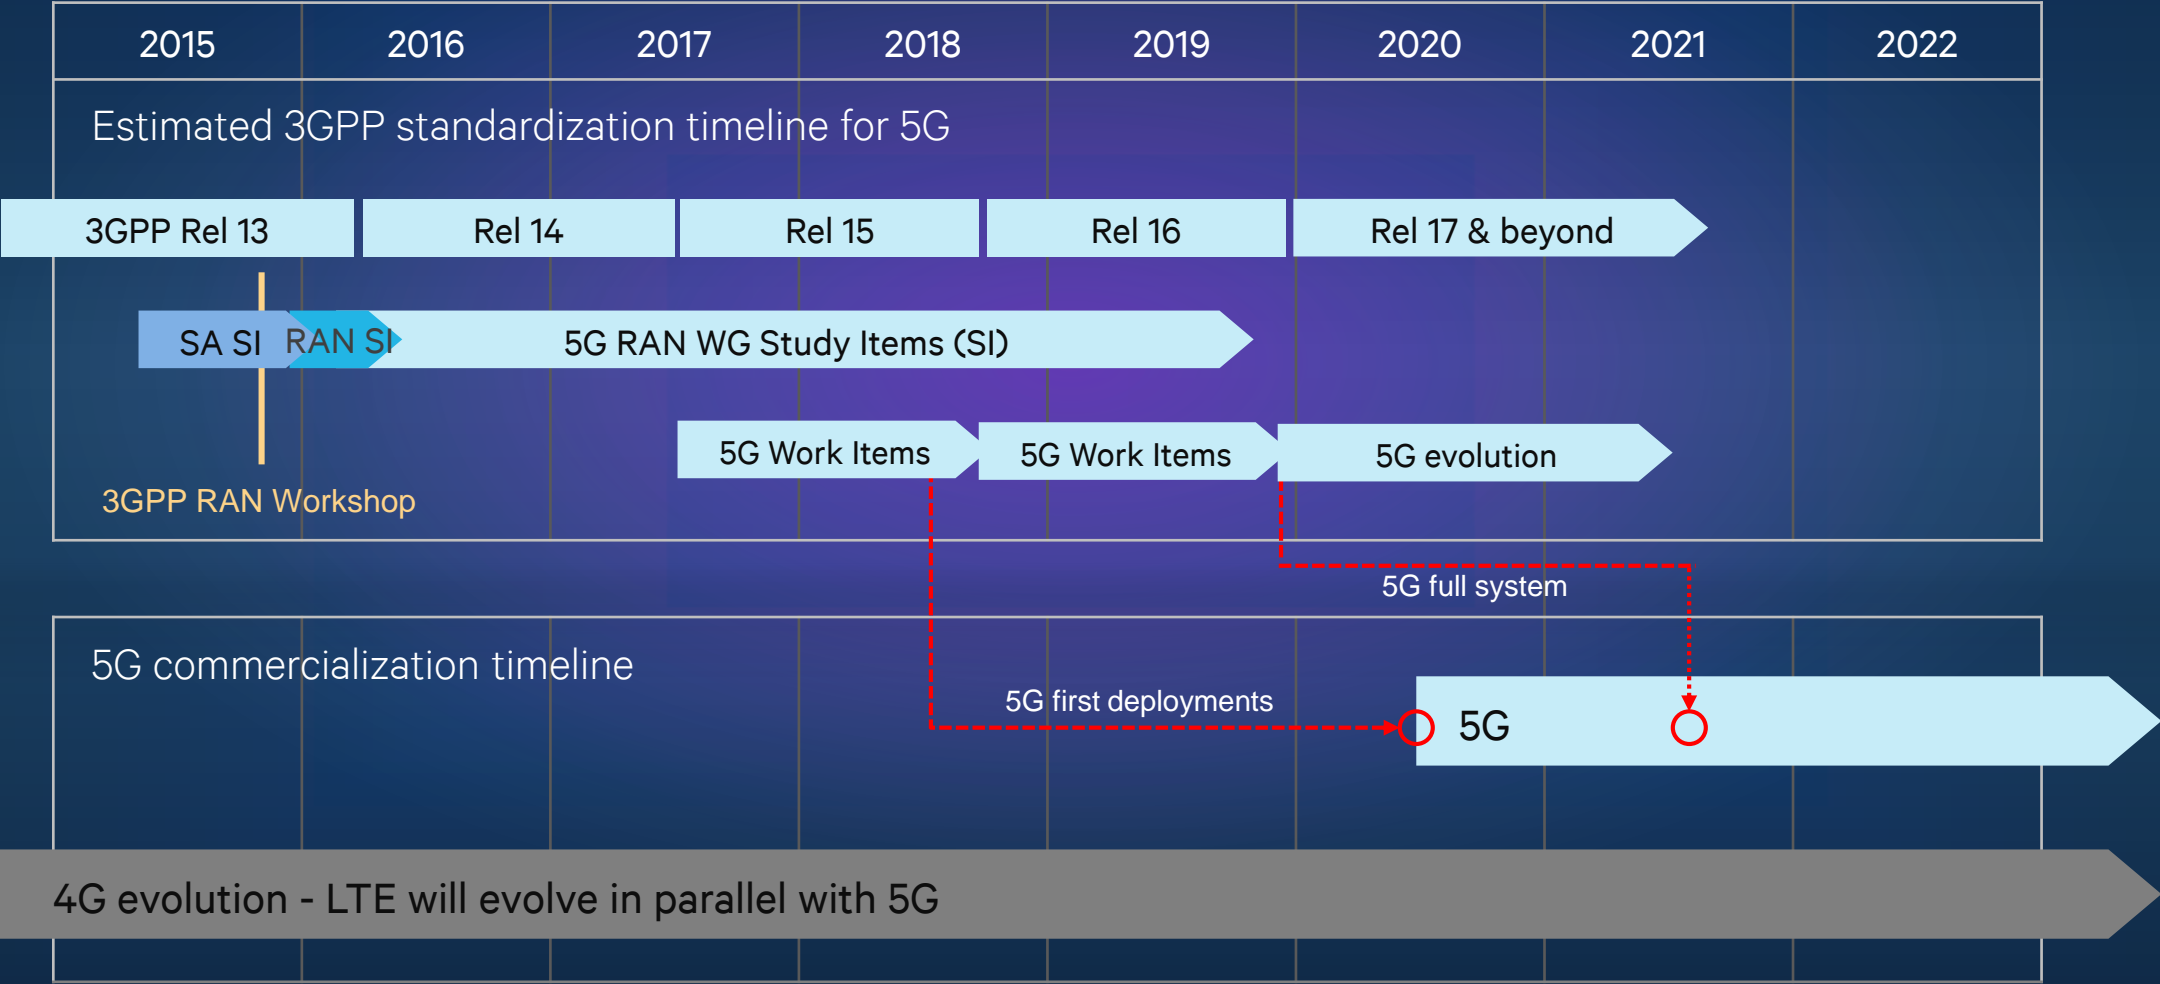 2015 2016 2017 2018 2019 2020 2021 2022
Estimated 3GPP standardization timeline for 5G
3GPP Rel 13 Rel 14 Rel 15 Rel 16 Rel 17 & beyond
SA SI RAN SI 5G RAN WG Study Items (SI)
5G Work Items 5G Work Items 5G evolution
3GPP RAN Workshop
5G full system
5G commercialization timeline
5G first deployments
5G
4G evolution - LTE will evolve in parallel with 5G